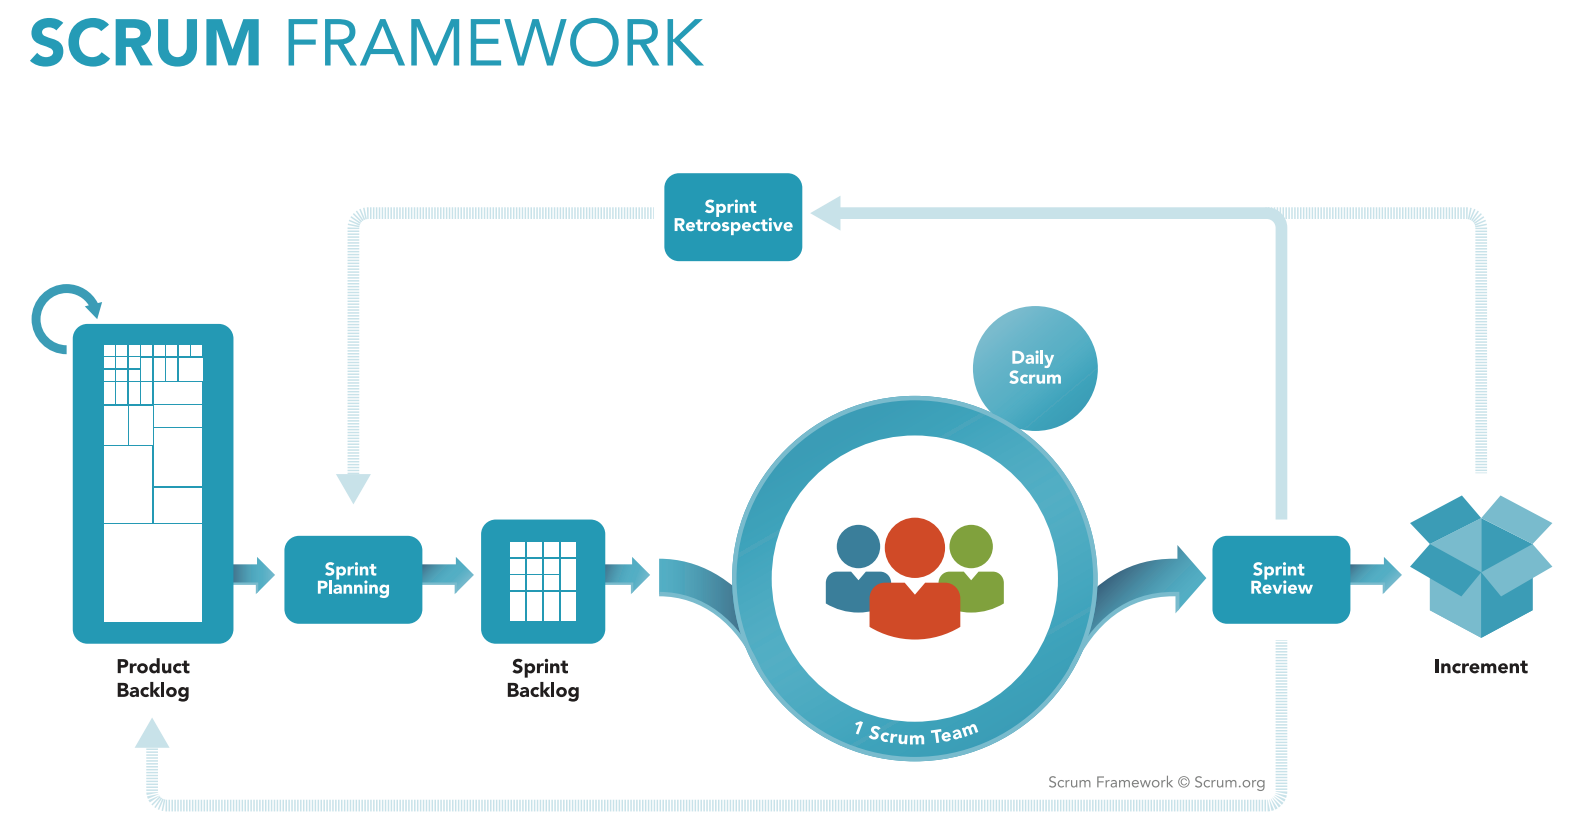 SCRUM FRAMEWORK
Sprint
Retrospective
Daily
Scrum
Sprint
Planning
Sprint
Review
Product
Backlog
Sprint
Backlog
Increment
1 Scrum Team
Scrum Framework © Scrum.org